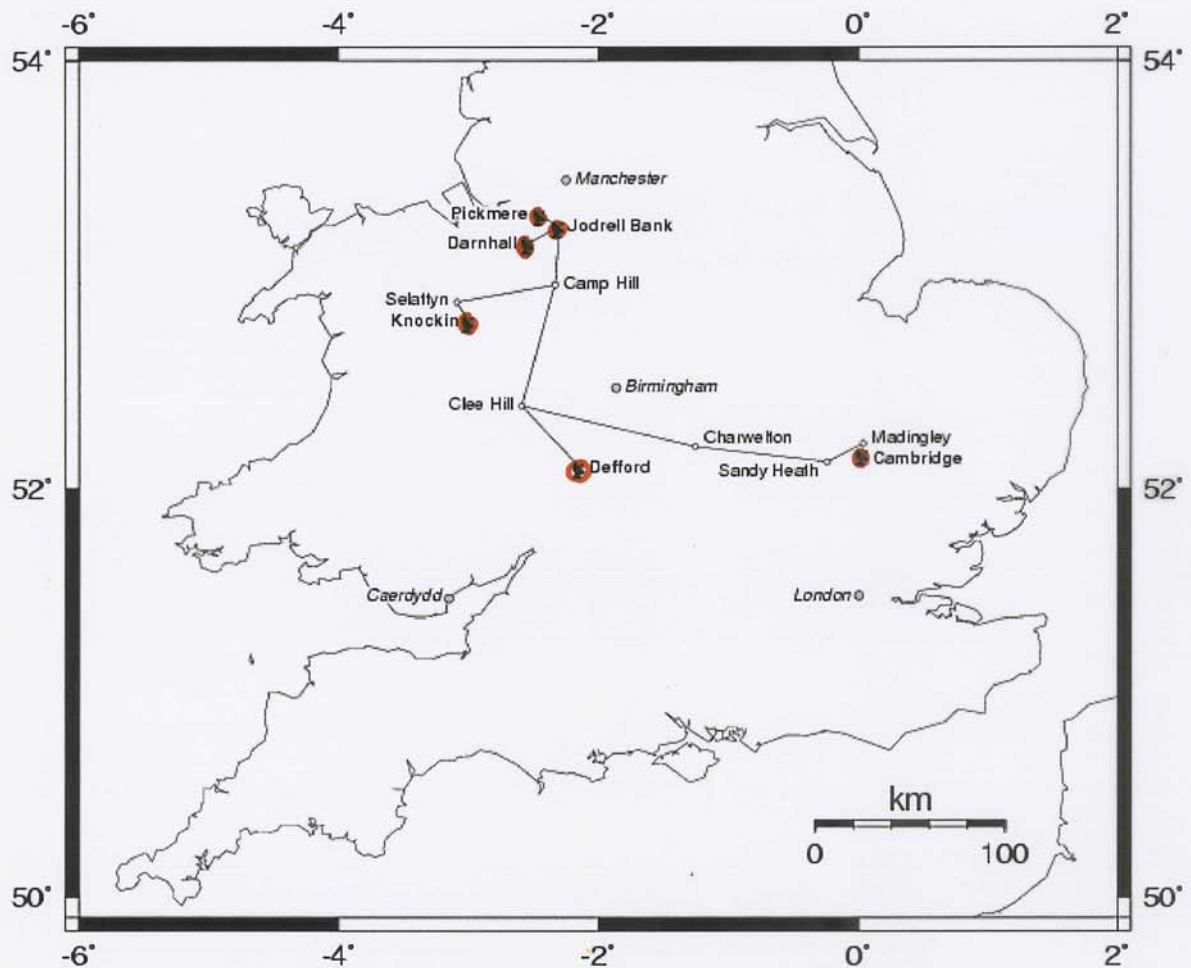 -6° -4° -2° 0° 2°
54° 54°
Manchester
Pickmere
Jodrell Bank
Darnhall
Camp Hill
Selattyn
Knockin
Birmingham
Clee Hill
Charwelton
Madingley
Sandy Heath
Cambridge
Defford
52° 52°
Caerdydd
London
km
0 100
50° 50°
-6° -4° -2° 0° 2°